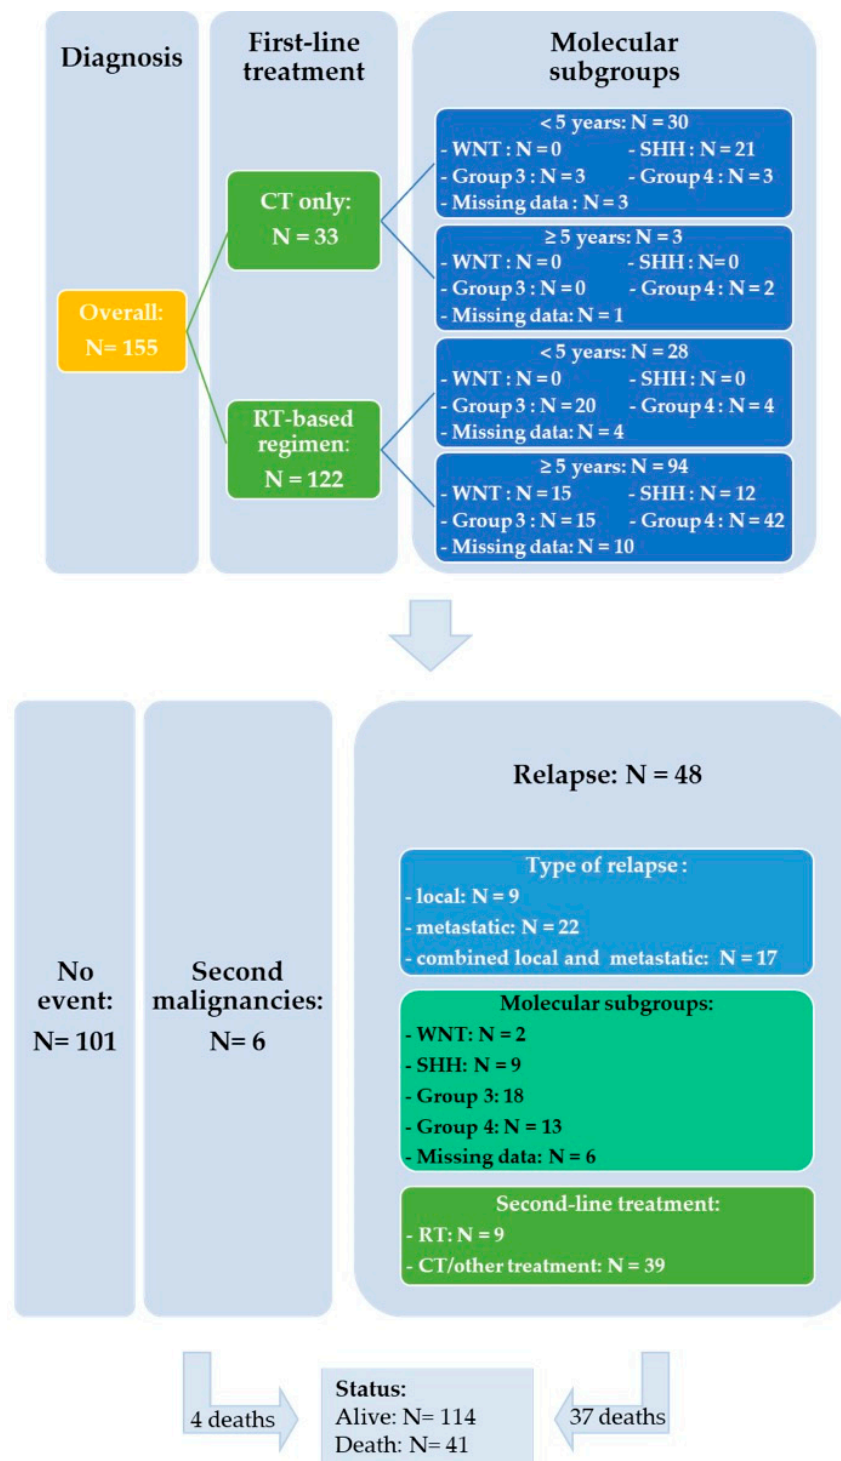 Diagnosis
First-line
treatment
Molecular
subgroups
Overall:
N= 155
CT only:
N = 33
RT-based
regimen:
N = 122
< 5 years: N = 30
- WNT : N = 0 - SHH : N = 21
- Group 3 : N = 3 - Group 4 : N = 3
- Missing data : N = 3
≥ 5 years: N = 3
- WNT : N = 0 - SHH : N= 0
- Group 3 : N = 0 - Group 4 : N = 2
- Missing data: N = 1
< 5 years: N = 28
- WNT : N = 0 - SHH : N = 0
- Group 3 : N = 20 - Group 4 : N = 4
- Missing data: N = 4
≥ 5 years: N = 94
- WNT : N = 15 - SHH : N = 12
- Group 3 : N = 15 - Group 4 : N = 42
- Missing data: N = 10
No
event:
N= 101
Second
malignancies:
N= 6
Relapse: N = 48
Type of relapse :
- local: N = 9
- metastatic: N = 22
- combined local and metastatic: N = 17
Molecular subgroups:
- WNT: N = 2
- SHH: N = 9
- Group 3: 18
- Group 4: N = 13
- Missing data: N = 6
Second-line treatment:
- RT: N = 9
- CT/other treatment: N = 39
4 deaths
Status:
Alive: N= 114
Death: N= 41
37 deaths